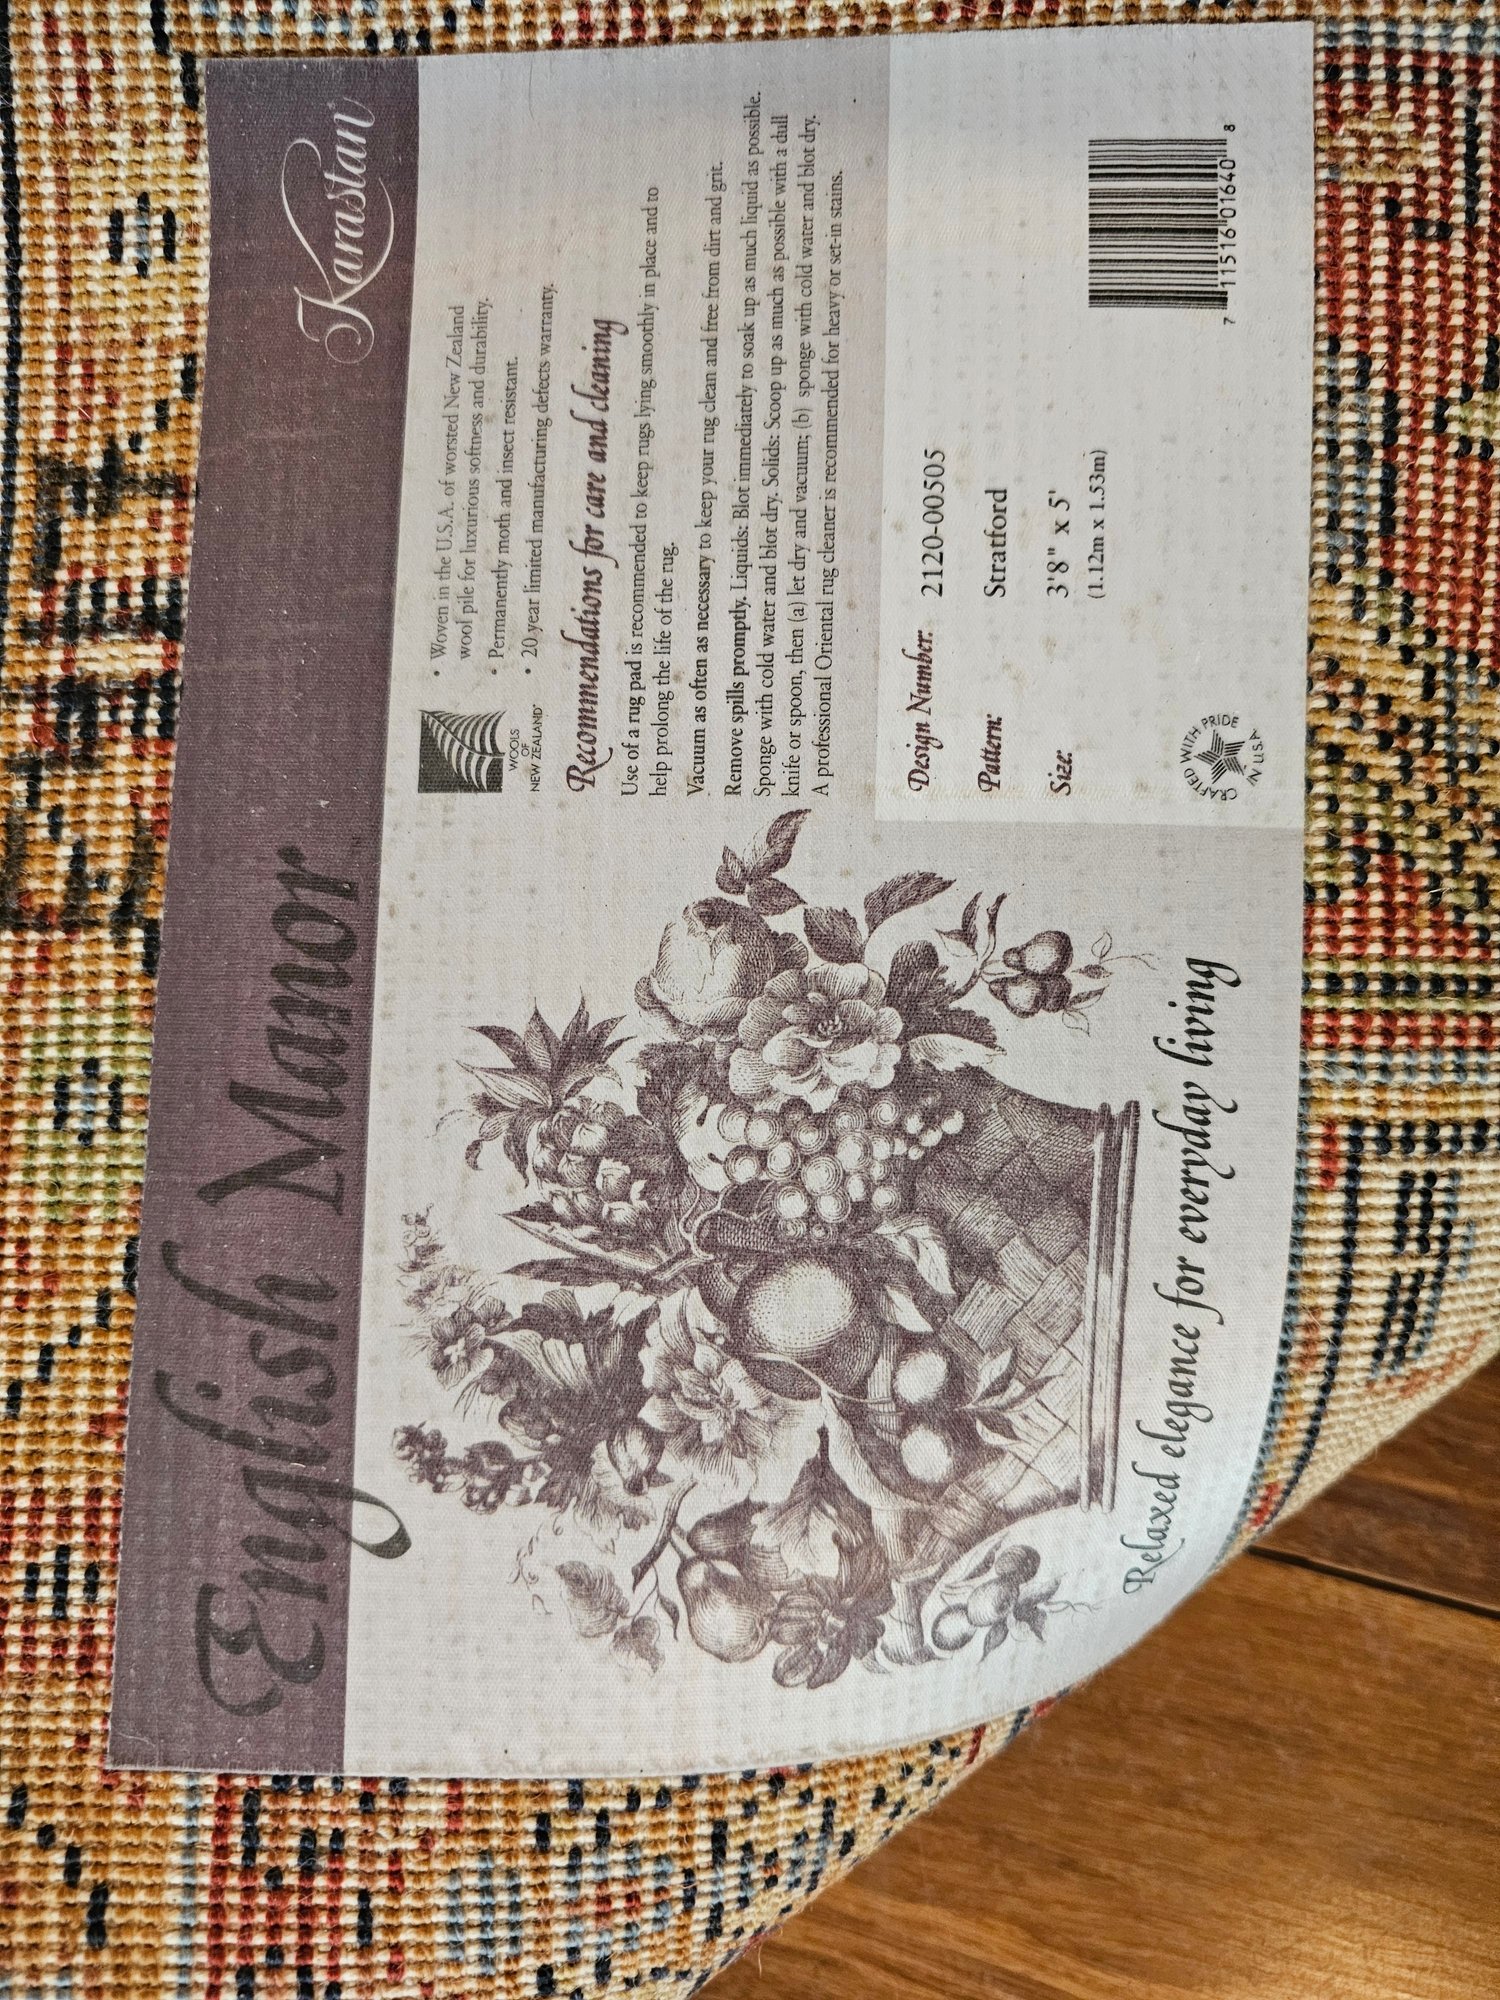 English Manor™
Karastan®
WOOLS
OF
NEW ZEALAND®
• Woven in the U.S.A. of worsted New Zealand
wool pile for luxurious softness and durability.
• Permanently moth and insect resistant.
• 20 year limited manufacturing defects warranty.
Recommendations for care and cleaning
Use of a rug pad is recommended to keep rugs lying smoothly in place and to
help prolong the life of the rug.
Vacuum as often as necessary to keep your rug clean and free from dirt and grit.
Remove spills promptly. Liquids: Blot immediately to soak up as much liquid as possible.
Sponge with cold water and blot dry. Solids: Scoop up as much as possible with a dull
knife or spoon, then (a) let dry and vacuum; (b) sponge with cold water and blot dry.
A professional Oriental rug cleaner is recommended for heavy or set-in stains.
Design Number: 2120-00505
Pattern: Stratford
Size: 3'8" x 5'
(1.12m x 1.53m)
CRAFTED WITH PRIDE
IN U.S.A.
7 11516 01640 8
Relaxed elegance for everyday living